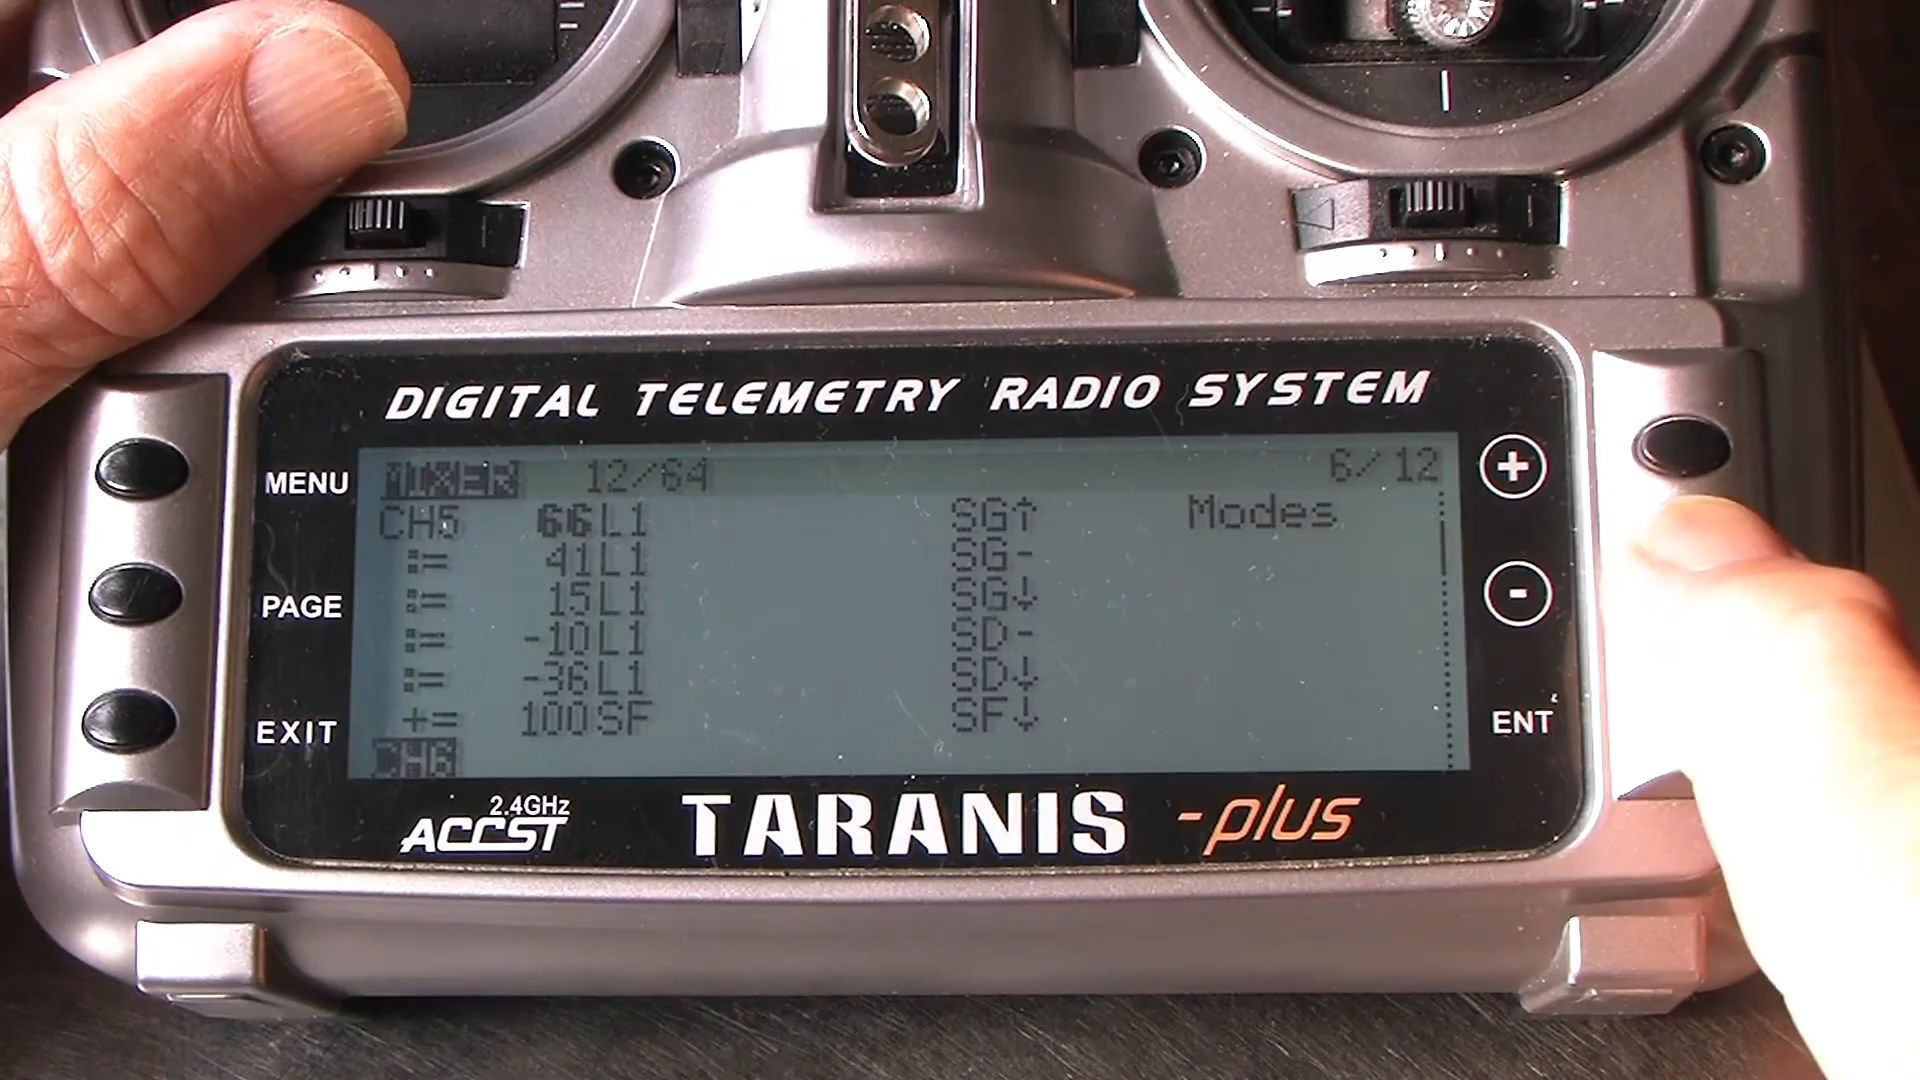 DIGITAL TELEMETRY RADIO SYSTEM
MENU
PAGE
EXIT
MIXER 12/64 6/12
CH5 66L1 SG↑ Modes
:= 41L1 SG-
:= 15L1 SG↓
:= -10L1 SD-
:= -36L1 SD↓
+= 100SF SF↓
CH6
+
-
ENT
2.4GHz
ACCST
TARANIS -plus